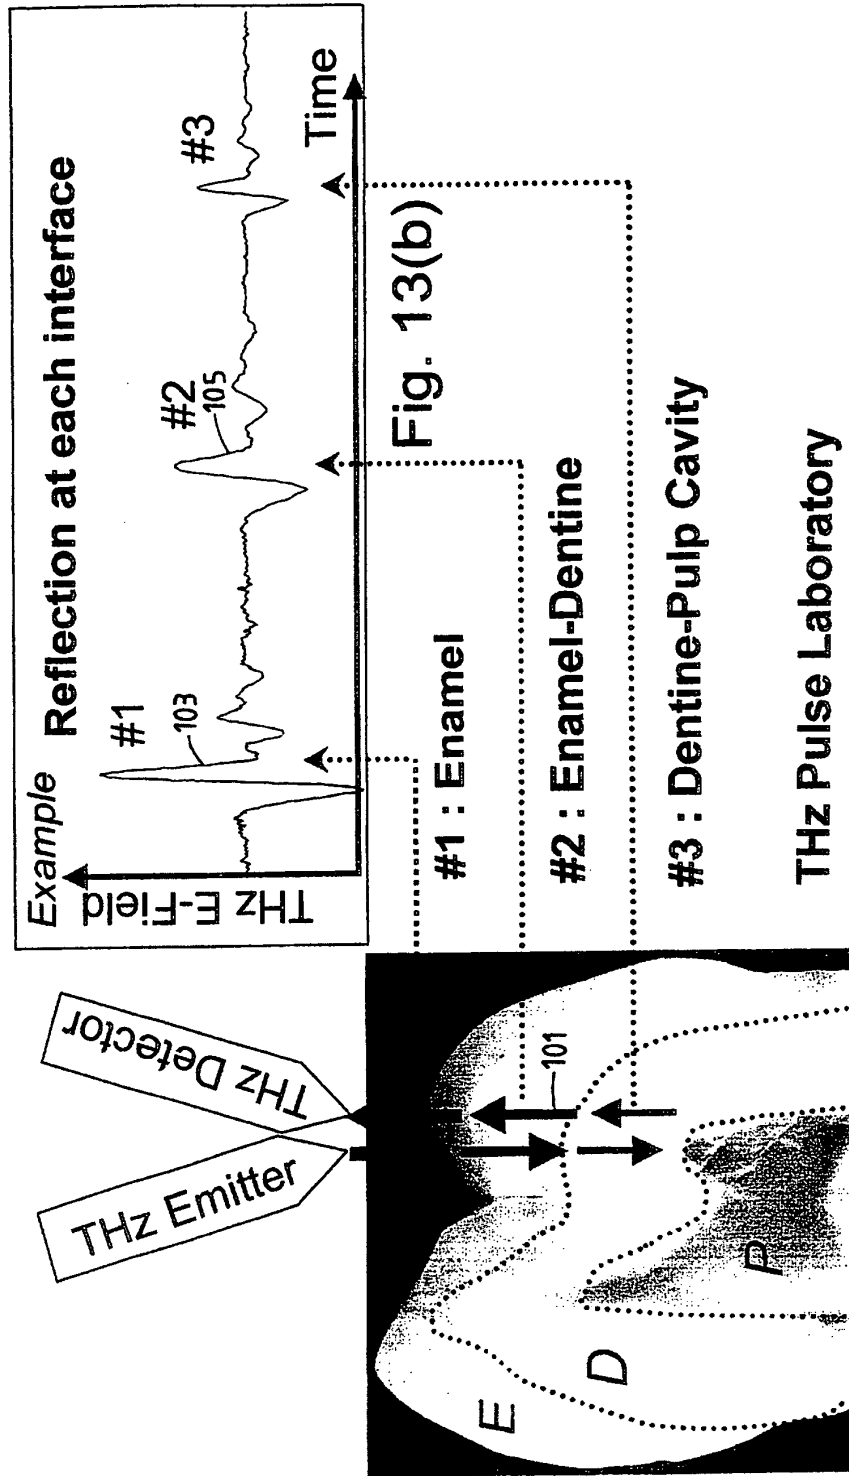 THz Emitter
THz Detector
E
D
P
101
Example
THz E-Field
Reflection at each interface
#1
103
#2
105
#3
Time
Fig. 13(b)
#1 : Enamel
#2 : Enamel-Dentine
#3 : Dentine-Pulp Cavity
THz Pulse Laboratory